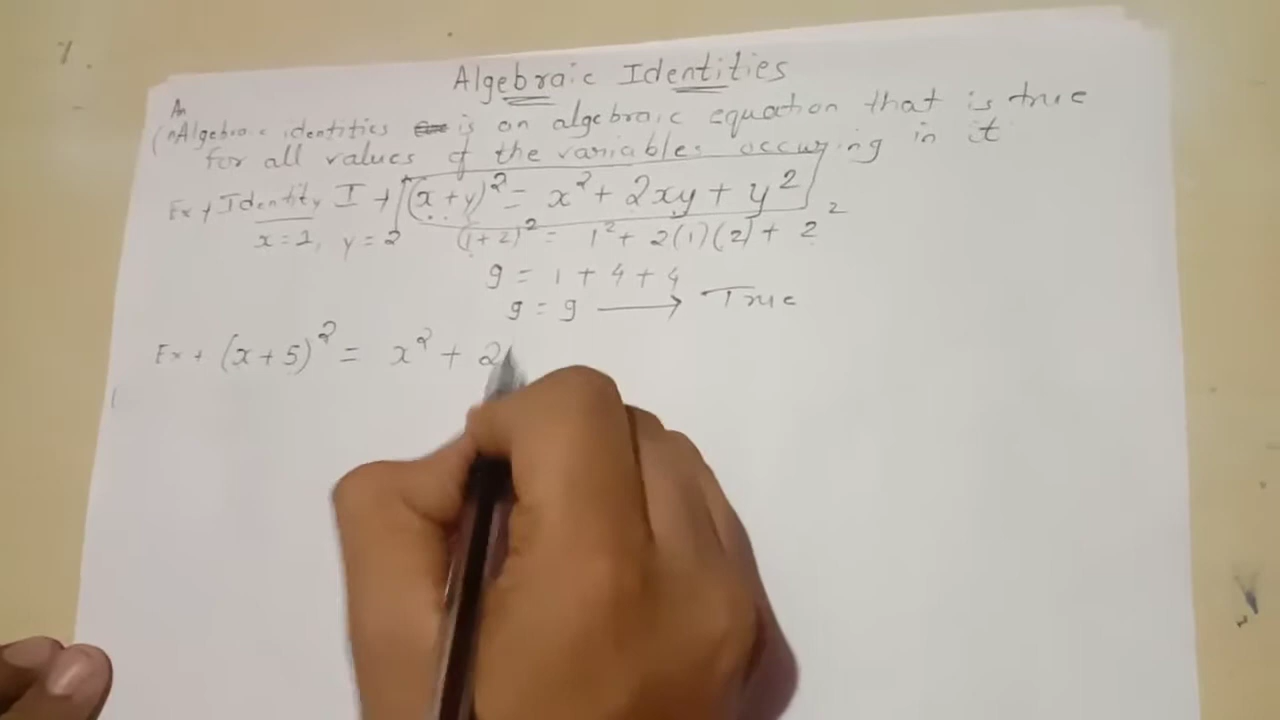 Algebraic Identities
An
(Algebraic identities is an algebraic equation that is true
for all values of the variables occuring in it
Ex → Identity I → (x+y)² = x² + 2xy + y²
x=1, y=2 (1+2)² = 1² + 2(1)(2) + 2²
9 = 1 + 4 + 4
9 = 9 → True
Ex → (x+5)² = x² + 2